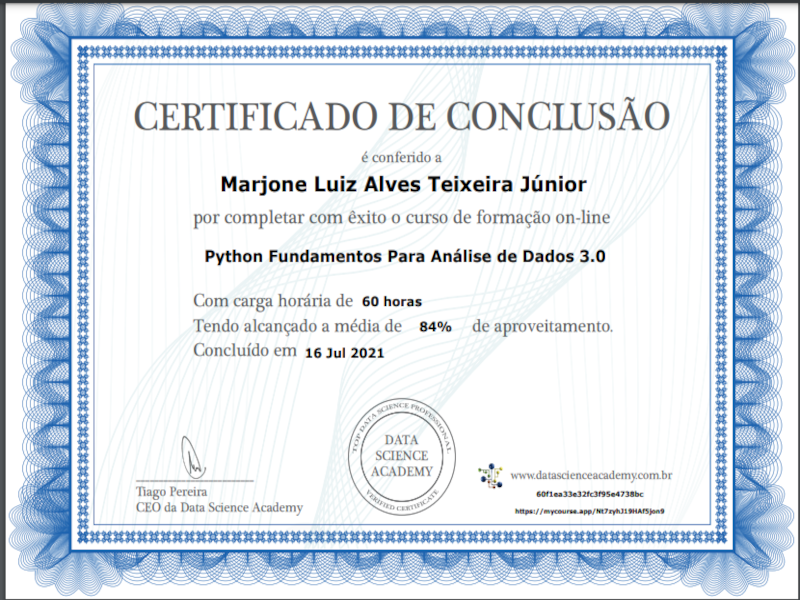 CERTIFICADO DE CONCLUSÃO
é conferido a
Marjone Luiz Alves Teixeira Júnior
por completar com êxito o curso de formação on-line
Python Fundamentos Para Análise de Dados 3.0
Com carga horária de 60 horas
Tendo alcançado a média de 84% de aproveitamento.
Concluído em 16 Jul 2021
TOP DATA SCIENCE PROFESSIONAL
DATA
SCIENCE
ACADEMY
VERIFIED CERTIFICATE
Tiago Pereira
CEO da Data Science Academy
www.datascienceacademy.com.br
60f1ea33e32fc3f95e4738bc
https://mycourse.app/Nt7zyhJ19HAf5jon9